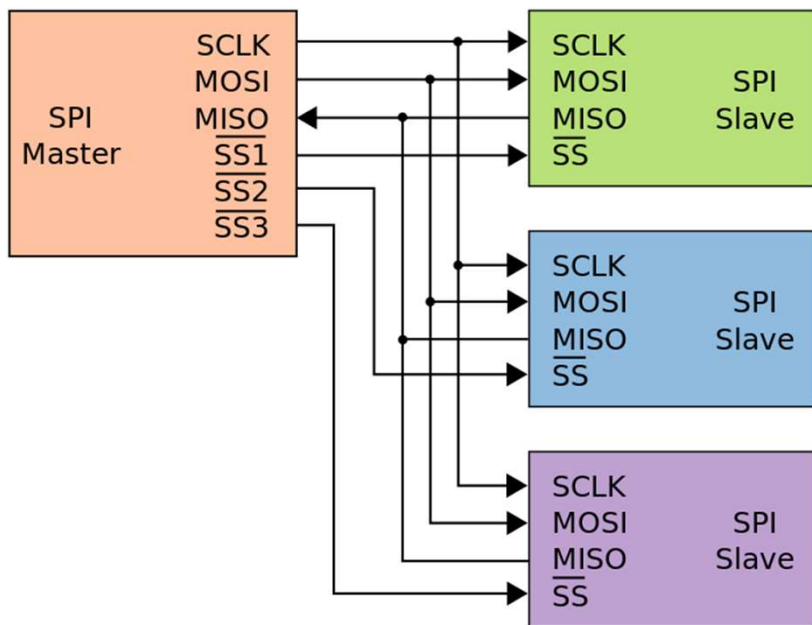 SCLK
MOSI
MISO
SS1
SS2
SS3
SPI
Master
SCLK
MOSI
MISO
SS
SPI
Slave
SCLK
MOSI
MISO
SS
SPI
Slave
SCLK
MOSI
MISO
SS
SPI
Slave